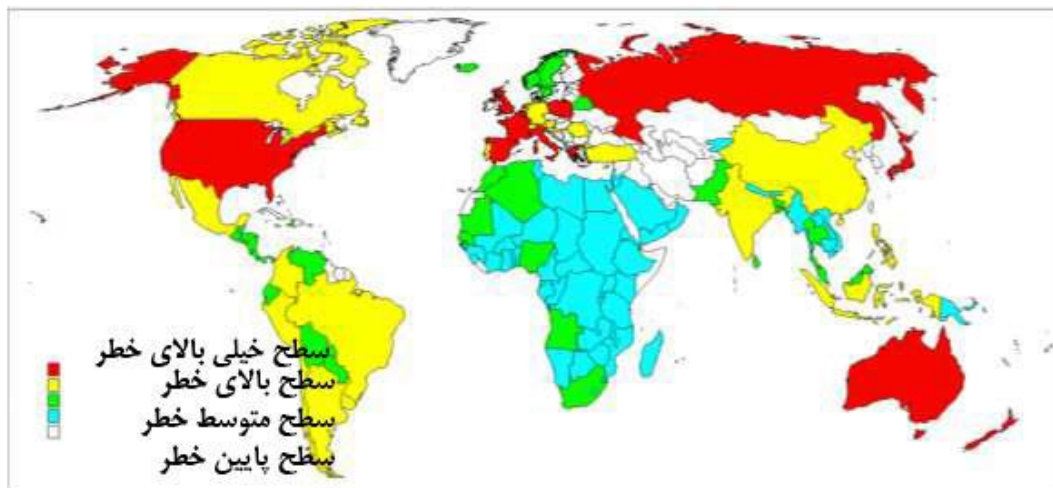 سطح خیلی بالای خطر
سطح بالای خطر
سطح متوسط خطر
سطح پایین خطر